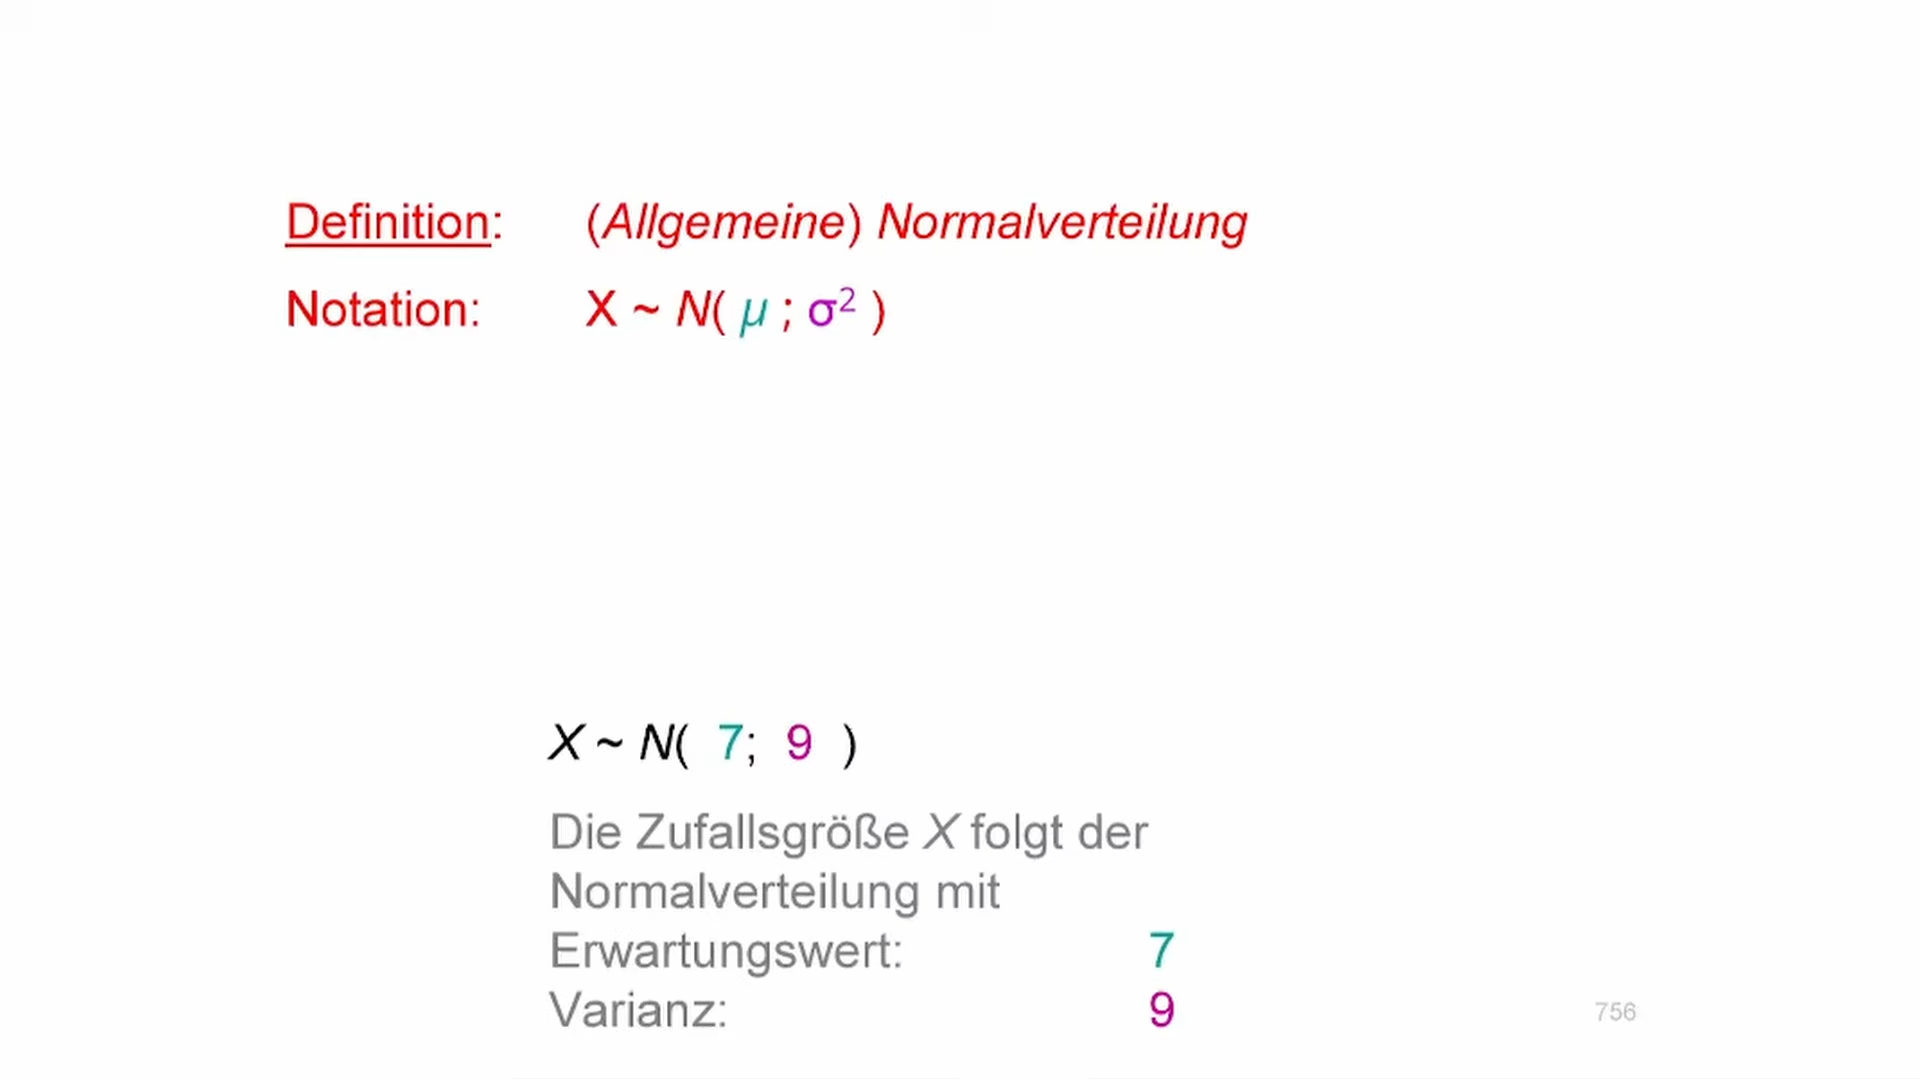 Definition: (Allgemeine) Normalverteilung
Notation: X ~ N( μ ; σ² )
X ~ N( 7; 9 )
Die Zufallsgröße X folgt der
Normalverteilung mit
Erwartungswert: 7
Varianz: 9
756